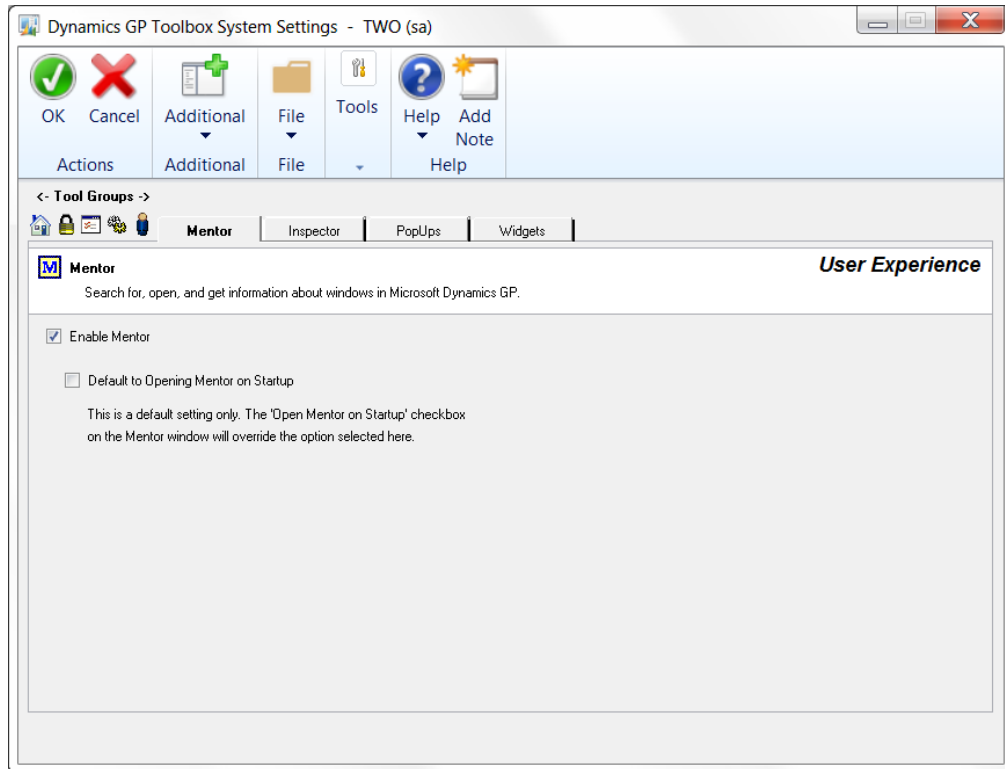 Dynamics GP Toolbox System Settings  -  TWO (sa)
OK
Cancel
Additional
File
Tools
Help
Add
Note
Actions
Additional
File
Help
<- Tool Groups ->
Mentor
Inspector
PopUps
Widgets
M
Mentor
User Experience
Search for, open, and get information about windows in Microsoft Dynamics GP.
Enable Mentor
Default to Opening Mentor on Startup
This is a default setting only. The 'Open Mentor on Startup' checkbox
on the Mentor window will override the option selected here.